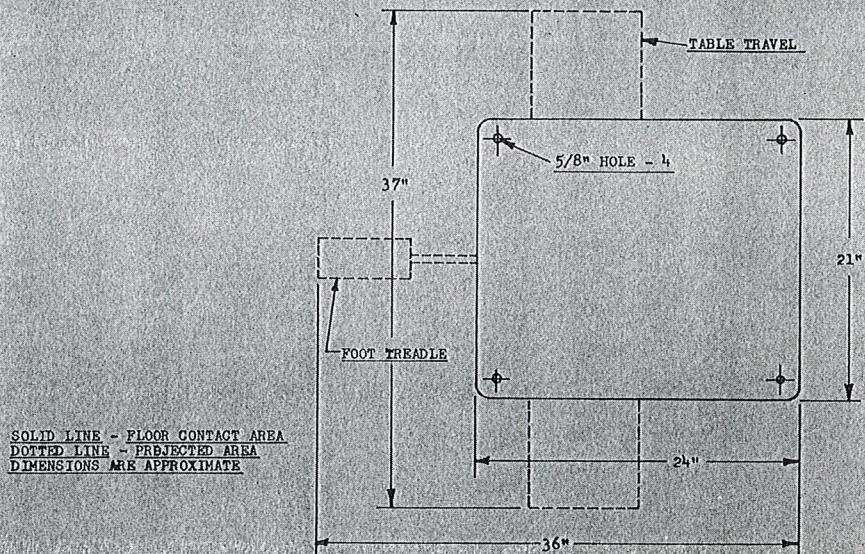 TABLE TRAVEL
5/8" HOLE - 4
37"
21"
FOOT TREADLE
SOLID LINE - FLOOR CONTACT AREA
DOTTED LINE - PROJECTED AREA
DIMENSIONS ARE APPROXIMATE
24"
36"